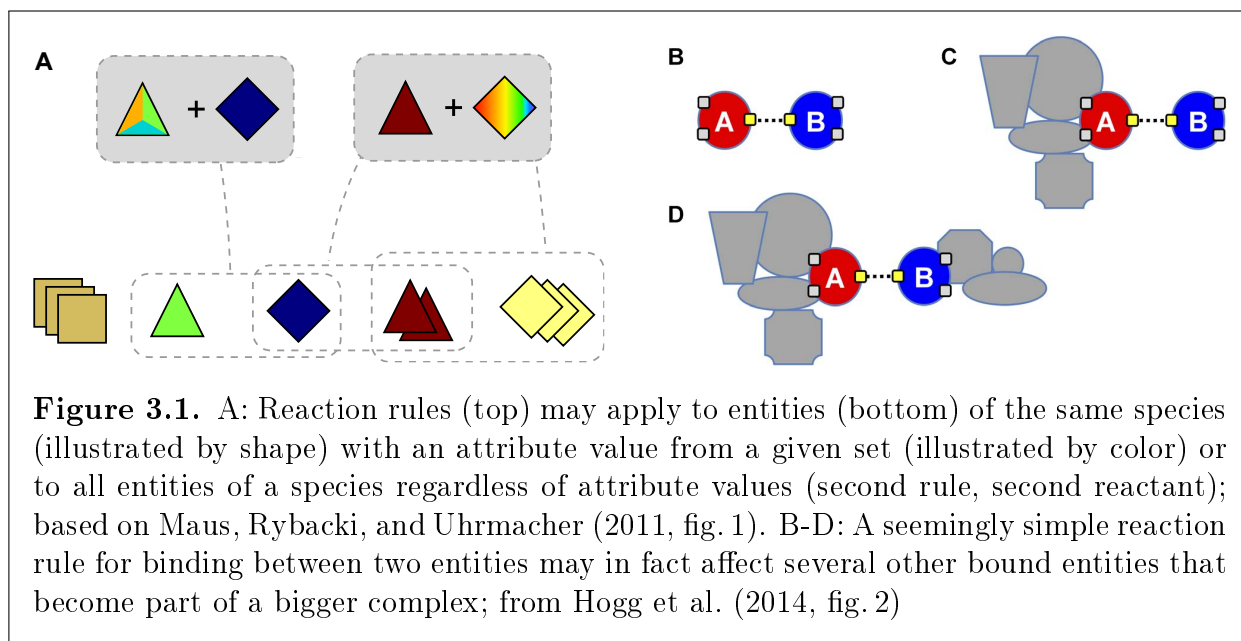 A
+
+
B
A
B
C
A
B
D
A
B
Figure 3.1. A: Reaction rules (top) may apply to entities (bottom) of the same species
(illustrated by shape) with an attribute value from a given set (illustrated by color) or
to all entities of a species regardless of attribute values (second rule, second reactant);
based on Maus, Rybacki, and Uhrmacher (2011, fig. 1). B-D: A seemingly simple reaction
rule for binding between two entities may in fact affect several other bound entities that
become part of a bigger complex; from Hogg et al. (2014, fig. 2)